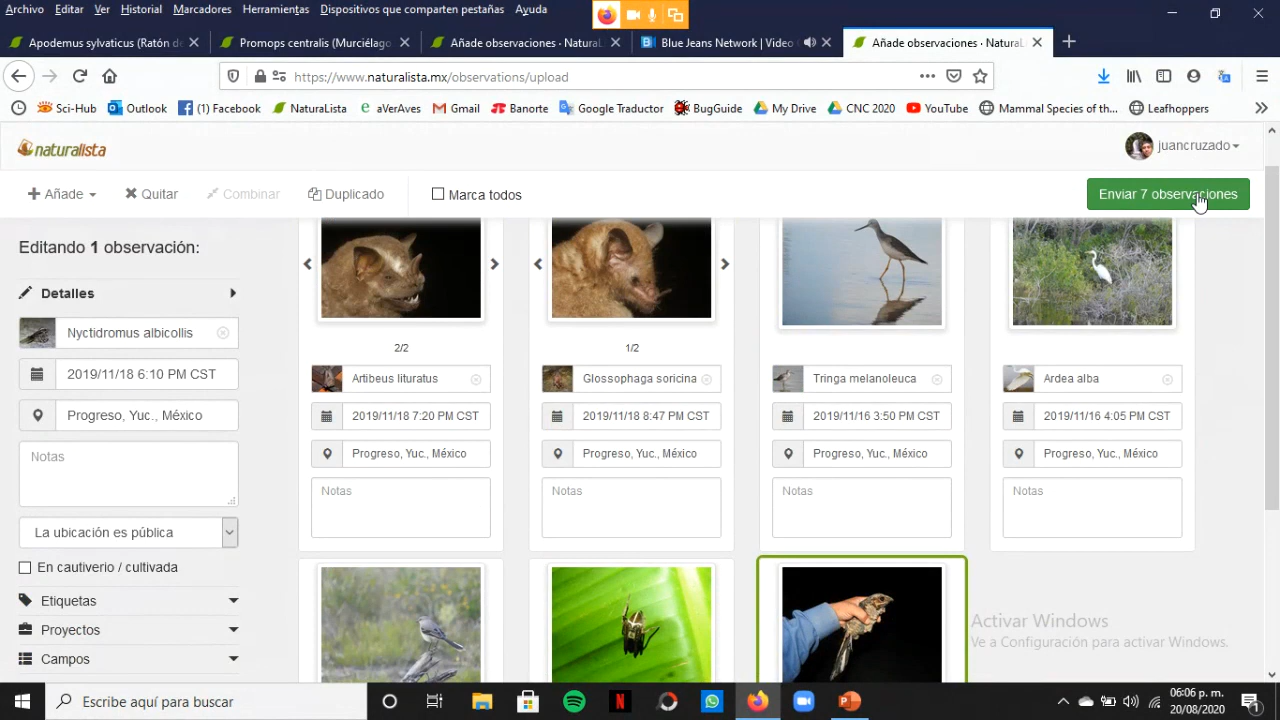 Archivo Editar Ver Historial Marcadores Herramientas Pestañas que comparten pestañas Ayuda
Apodemus sylvaticus (Ratón de
Promops centralis (Murciélago
Añade observaciones - NaturaL
Blue Jeans Network | Video
Añade observaciones - NaturaL
https://www.naturalista.mx/observations/upload
Sci-Hub Outlook (1) Facebook NaturaLista aVerAves Gmail Banorte Google Traductor BugGuide My Drive CNC 2020 YouTube Mammal Species of th... Leafhoppers
naturalista
juancruzado
Añade Quitar Combinar Duplicado Marca todos
Enviar 7 observaciones
Editando 1 observación:
Detalles
Nyctidromus albicollis
2019/11/18 6:10 PM CST
Progreso, Yuc., México
Notas
La ubicación es pública
En cautiverio / cultivada
Etiquetas
Proyectos
Campos
2/2
Artibeus lituratus
2019/11/18 7:20 PM CST
Progreso, Yuc., México
Notas
1/2
Glossophaga soricina
2019/11/18 8:47 PM CST
Progreso, Yuc., México
Notas
Tringa melanoleuca
2019/11/16 3:50 PM CST
Progreso, Yuc., México
Notas
Ardea alba
2019/11/16 4:05 PM CST
Progreso, Yuc., México
Notas
Activar Windows
Ve a Configuración para activar Windows.
Escribe aquí para buscar
06:06 p. m.
20/08/2020